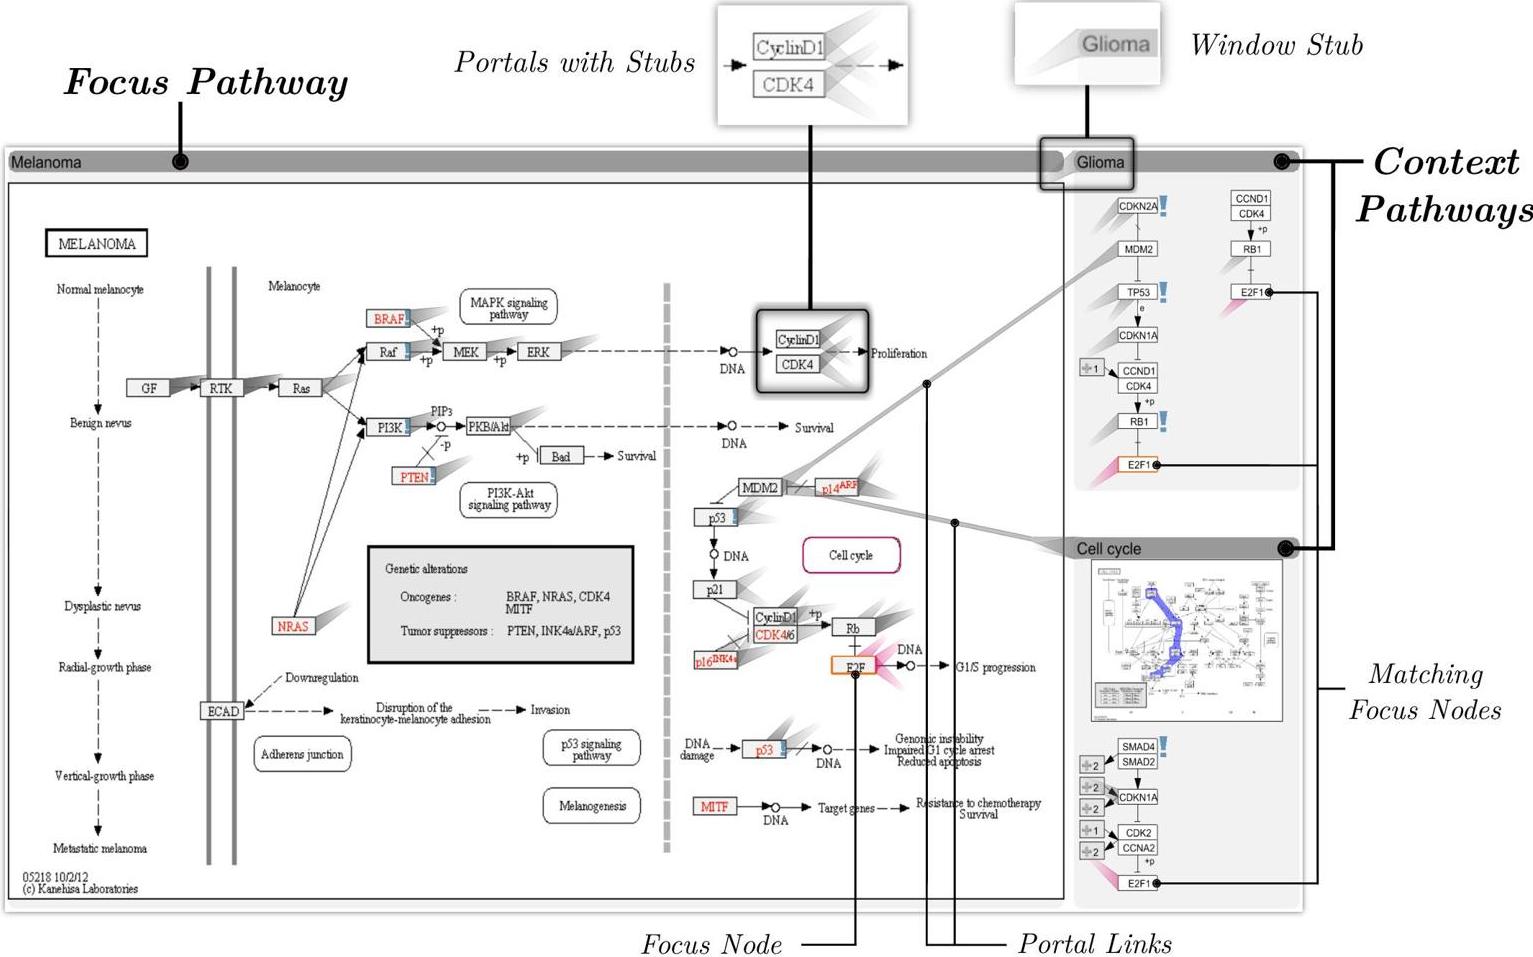 CyclinD1
CDK4
Glioma
Portals with Stubs
Window Stub
Focus Pathway
Context
Pathways
Melanoma
Glioma
MELANOMA
Normal melanocyte
Benign nevus
Dysplastic nevus
Radial-growth phase
Vertical-growth phase
Metastatic melanoma
05218 10/2/12
(c) Kanehisa Laboratories
Melanocyte
MAPK signaling
pathway
BRAF
+p
Raf
+p
MEK
+p
ERK
DNA
CyclinD1
CDK4
Proliferation
GF
RTK
Ras
PI3K
PIP3
-p
PKB/Akt
DNA
Survival
+p
Bad
Survival
PTEN
PI3K-Akt
signaling pathway
NRAS
Genetic alterations
Oncogenes :
BRAF, NRAS, CDK4
MITF
Tumor suppressors :
PTEN, INK4a/ARF, p53
Downregulation
ECAD
Disruption of the
keratinocyte-melanocyte adhesion
Invasion
Adherens junction
p53 signaling
pathway
Melanogenesis
MDM2
p14ARF
p53
DNA
Cell cycle
p21
CyclinD1
CDK4/6
+p
Rb
p16INK4a
E2F
DNA
G1/S progression
DNA
damage
p53
DNA
Genomic instability
Impaired G1 cycle arrest
Reduced apoptosis
MITF
DNA
Target genes
Resistance to chemotherapy
Survival
CDKN2A
MDM2
TP53
e
CDKN1A
+1
CCND1
CDK4
+p
RB1
E2F1
CCND1
CDK4
+p
RB1
E2F1
Cell cycle
SMAD4
SMAD2
+2
+2
CDKN1A
+2
+1
CDK2
CCNA2
+2
+p
E2F1
Matching
Focus Nodes
Focus Node
Portal Links